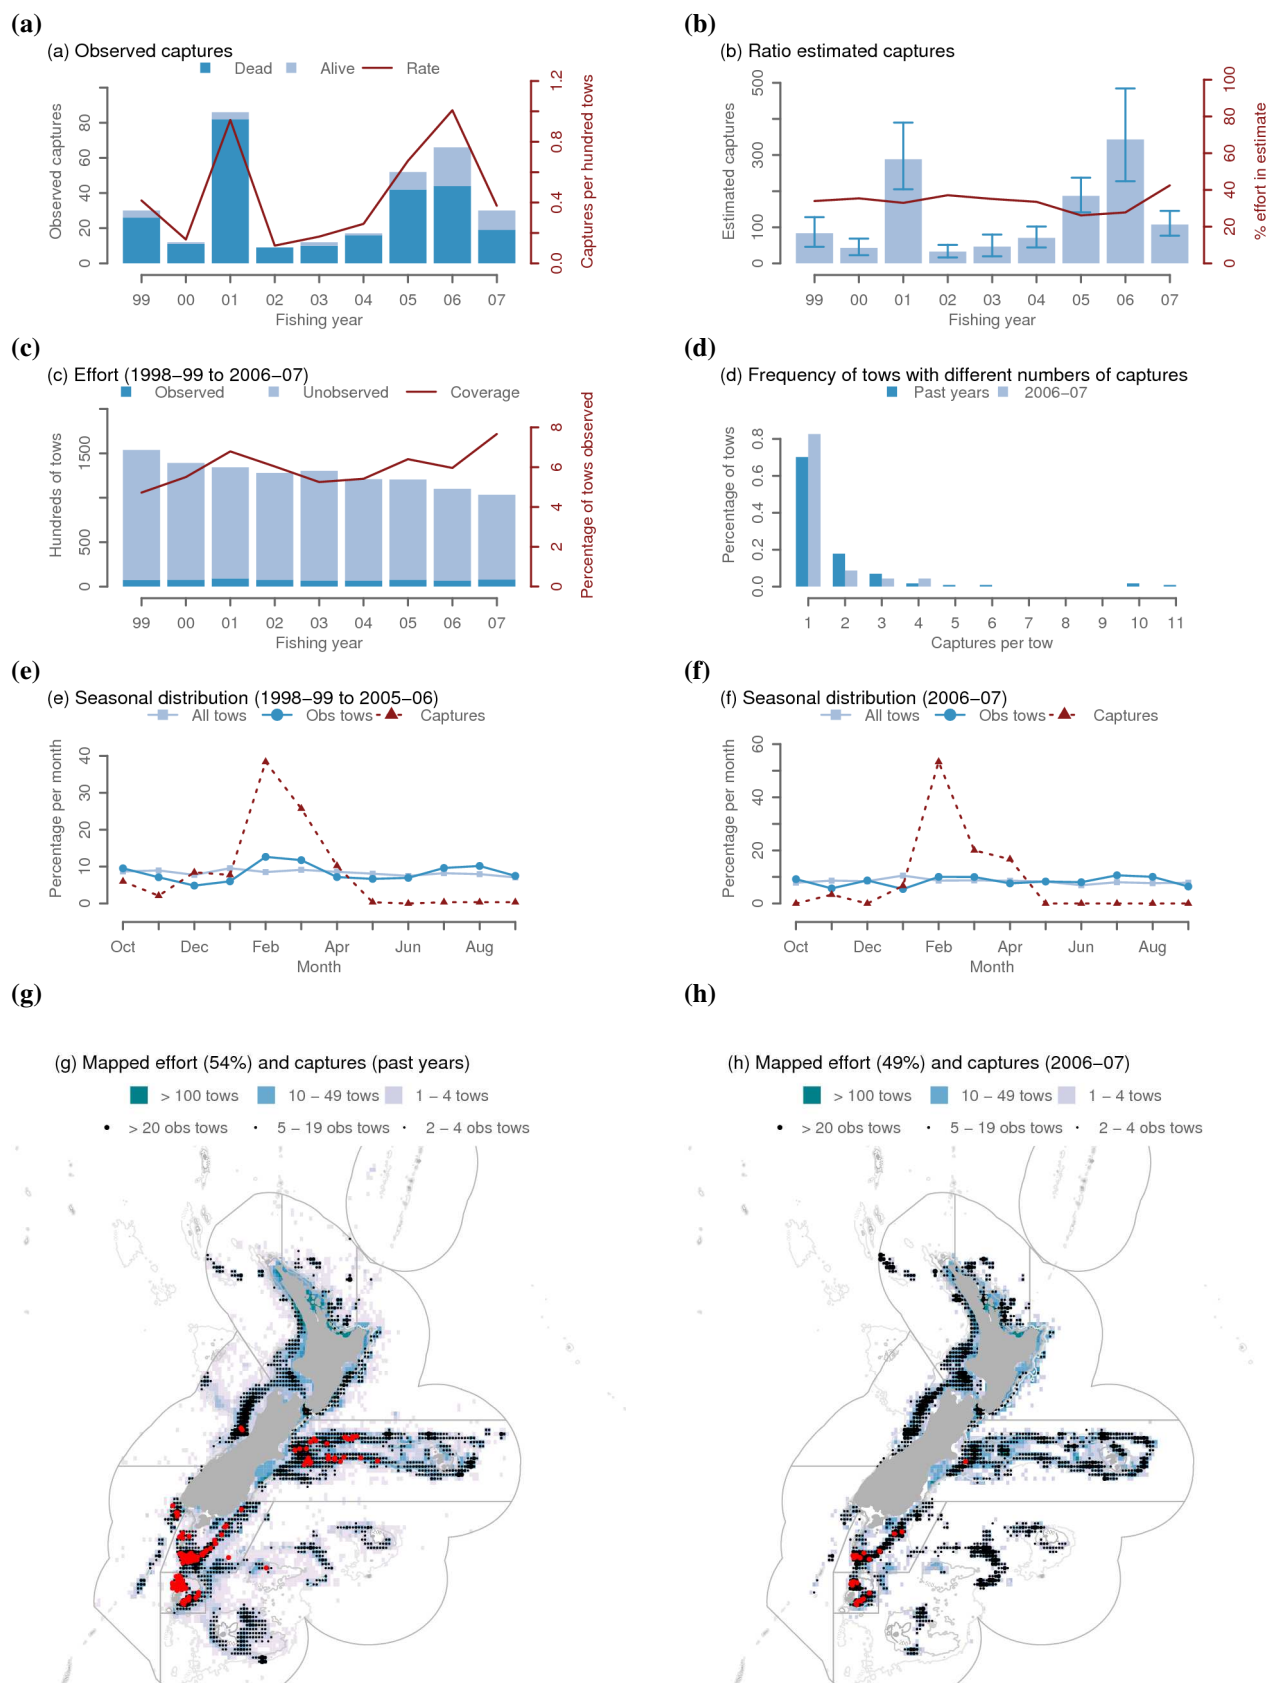 (a)
(a) Observed captures
Dead Alive Rate
Observed captures
0 20 40 60 80
Captures per hundred tows
0.0 0.4 0.8 1.2
99 00 01 02 03 04 05 06 07
Fishing year
(b)
(b) Ratio estimated captures
Estimated captures
0 100 300 500
% effort in estimate
0 20 40 60 80 100
99 00 01 02 03 04 05 06 07
Fishing year
(c)
(c) Effort (1998–99 to 2006–07)
Observed Unobserved Coverage
Hundreds of tows
0 500 1500
Percentage of tows observed
0 2 4 6 8
99 00 01 02 03 04 05 06 07
Fishing year
(d)
(d) Frequency of tows with different numbers of captures
Past years 2006–07
Percentage of tows
0.0 0.2 0.4 0.6 0.8
1 2 3 4 5 6 7 8 9 10 11
Captures per tow
(e)
(e) Seasonal distribution (1998–99 to 2005–06)
All tows Obs tows Captures
Percentage per month
0 10 20 30 40
Oct Dec Feb Apr Jun Aug
Month
(f)
(f) Seasonal distribution (2006–07)
All tows Obs tows Captures
Percentage per month
0 20 40 60
Oct Dec Feb Apr Jun Aug
Month
(g)
(g) Mapped effort (54%) and captures (past years)
> 100 tows 10 – 49 tows 1 – 4 tows
> 20 obs tows 5 – 19 obs tows 2 – 4 obs tows
(h)
(h) Mapped effort (49%) and captures (2006–07)
> 100 tows 10 – 49 tows 1 – 4 tows
> 20 obs tows 5 – 19 obs tows 2 – 4 obs tows